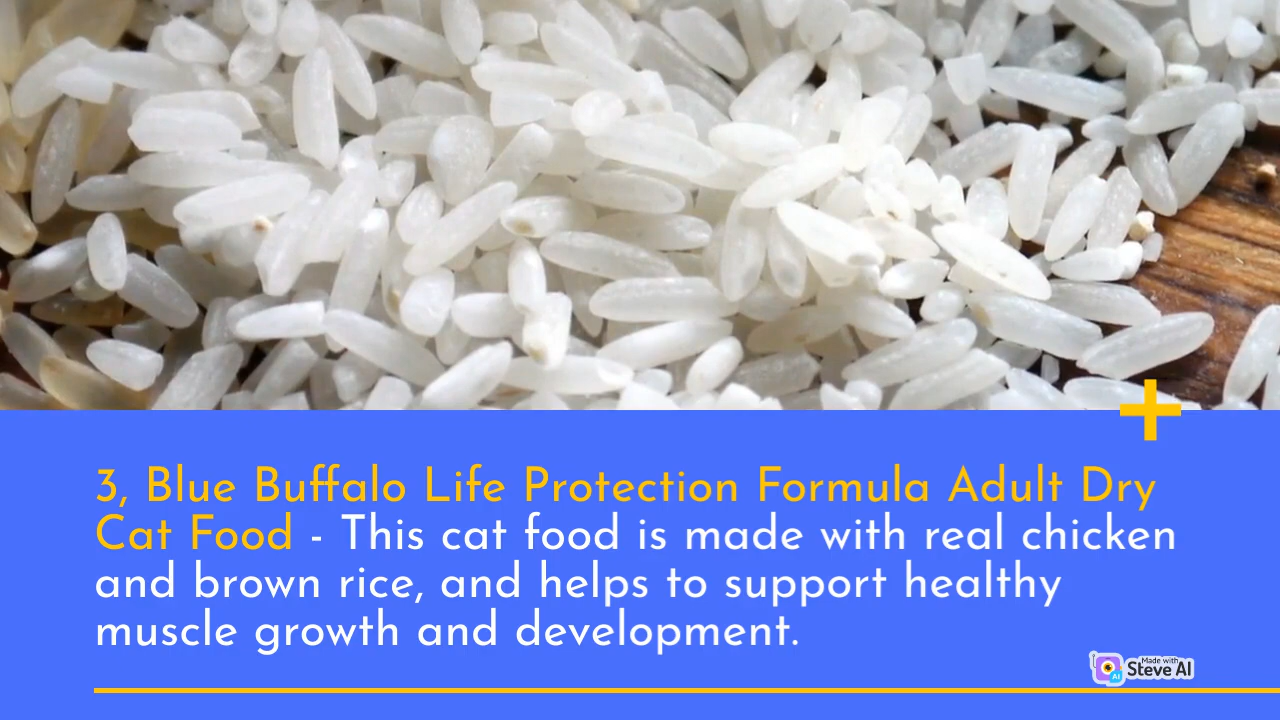 3, Blue Buffalo Life Protection Formula Adult Dry
Cat Food - This cat food is made with real chicken
and brown rice, and helps to support healthy
muscle growth and development.
Made with
Steve AI
AI